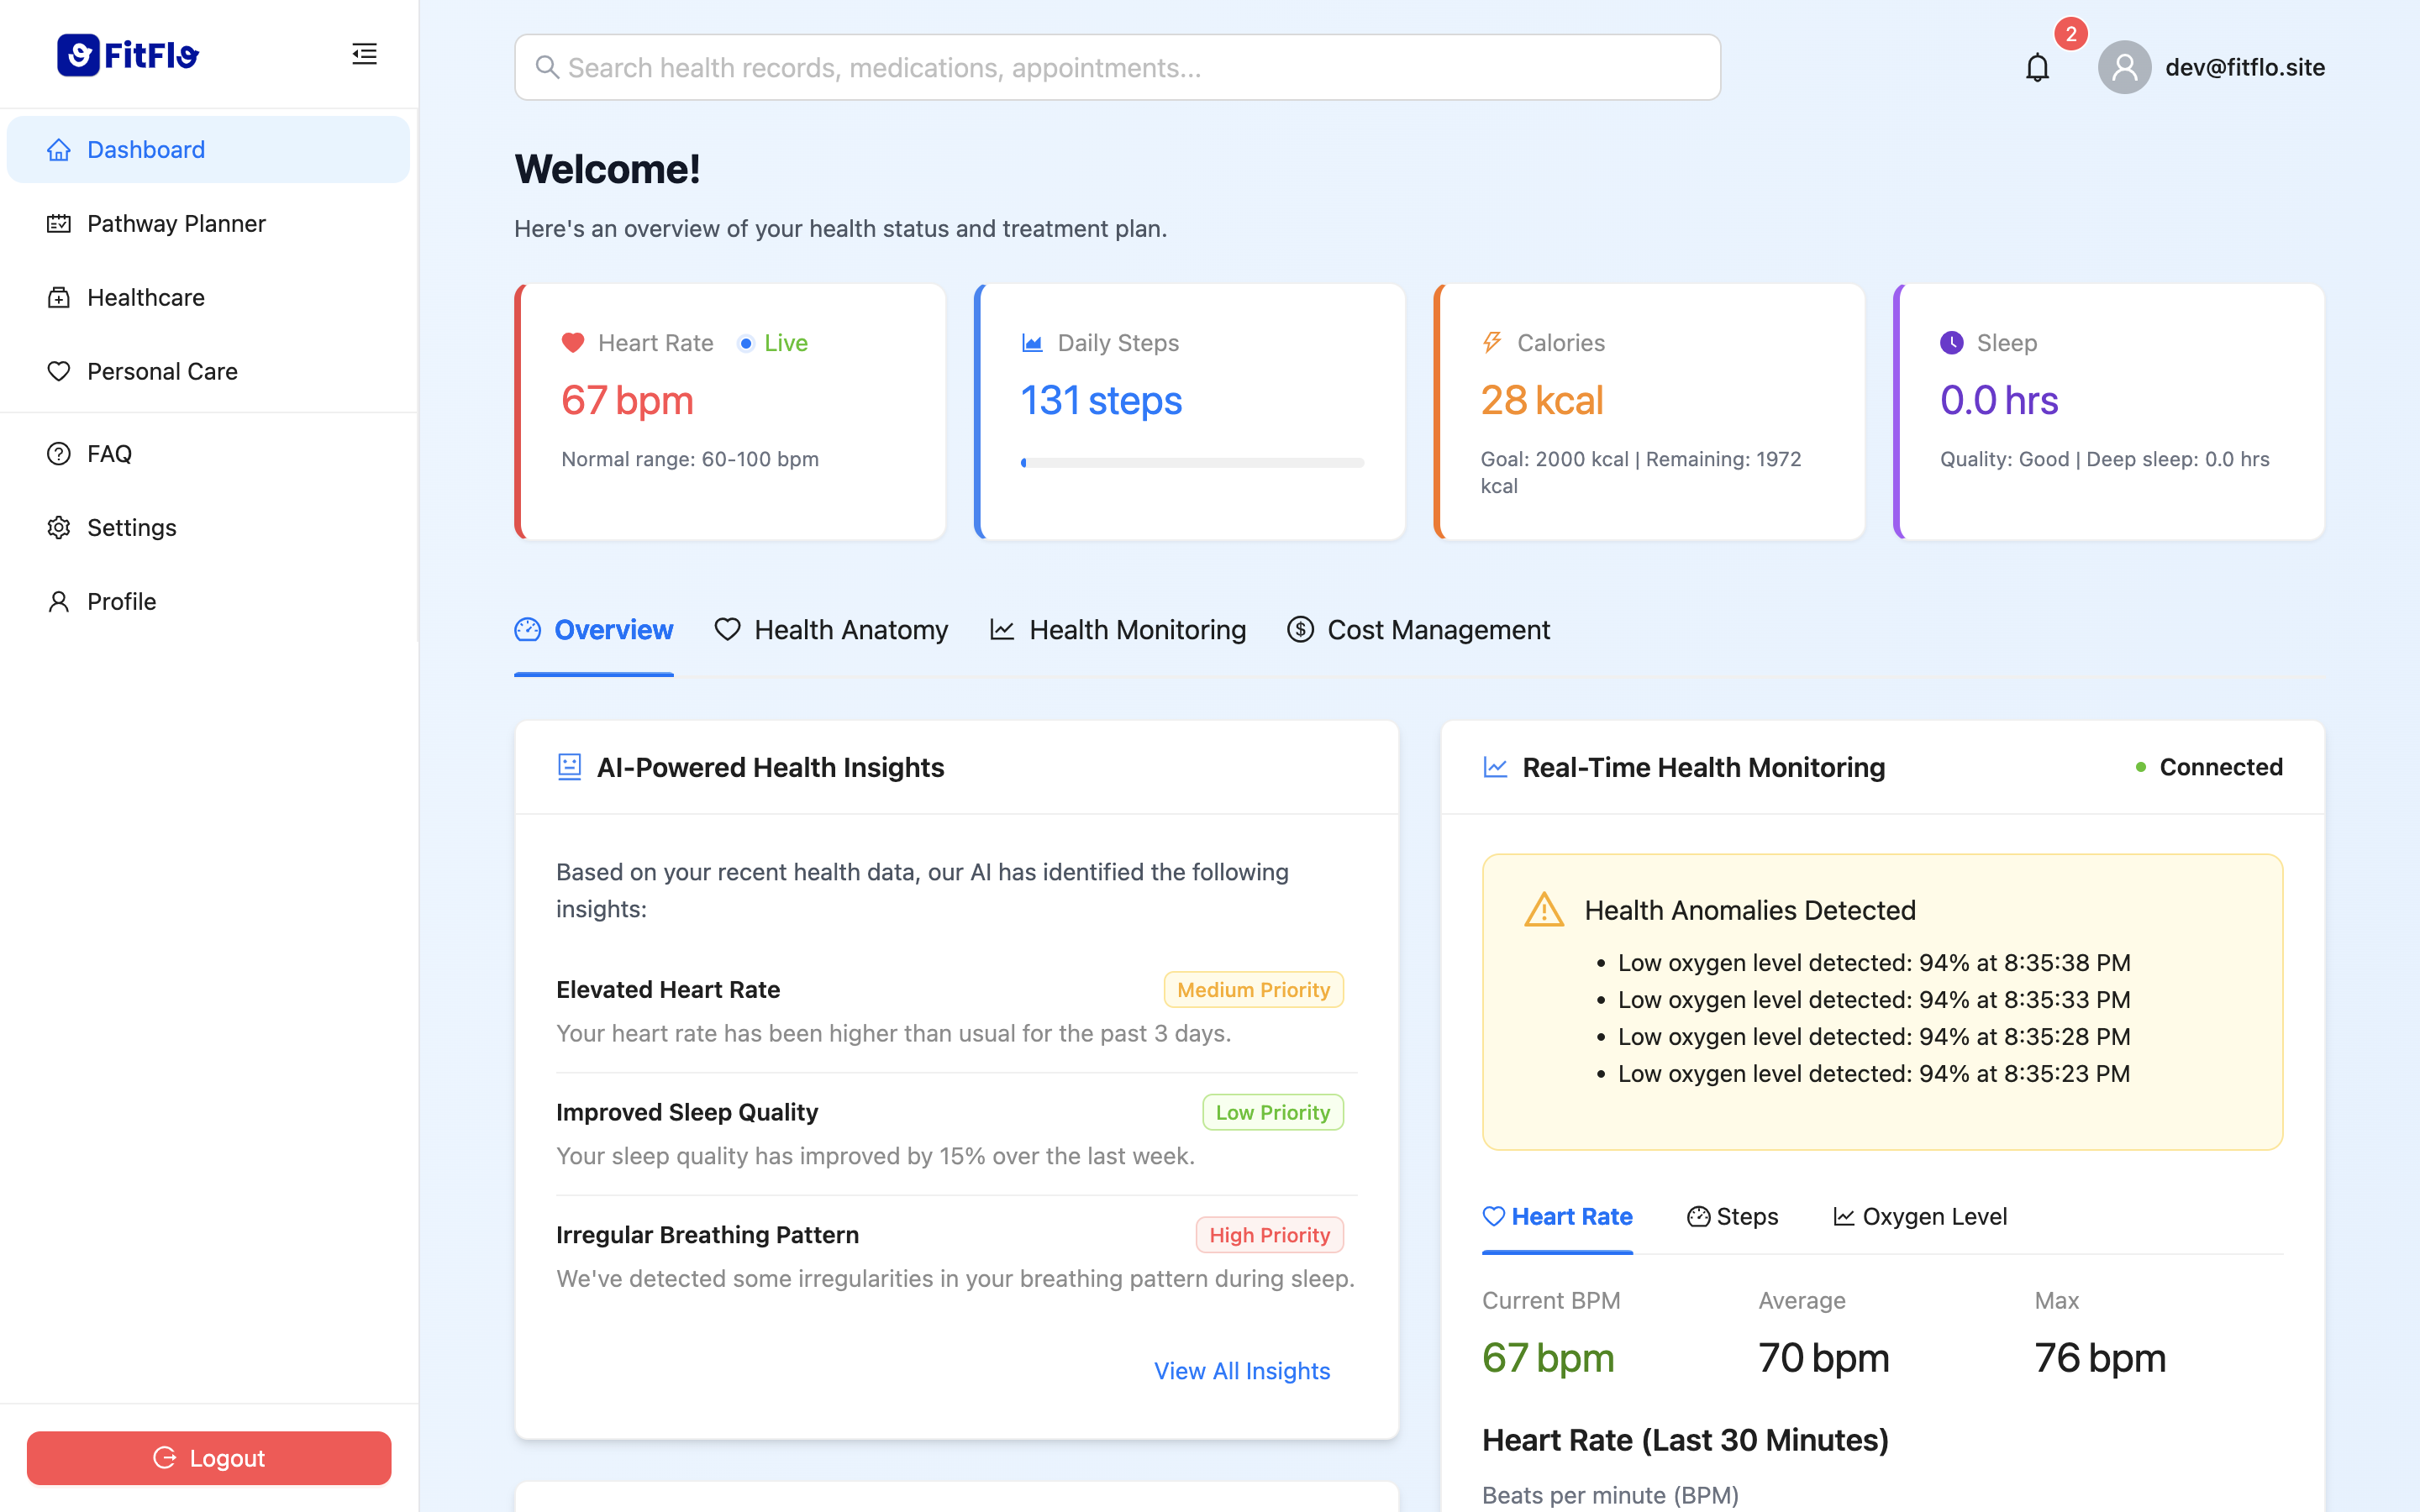 FitFlo
Dashboard
Pathway Planner
Healthcare
Personal Care
FAQ
Settings
Profile
Logout
Search health records, medications, appointments...
2
dev@fitflo.site
Welcome!
Here's an overview of your health status and treatment plan.
Heart Rate Live
67 bpm
Normal range: 60-100 bpm
Daily Steps
131 steps
Calories
28 kcal
Goal: 2000 kcal | Remaining: 1972
kcal
Sleep
0.0 hrs
Quality: Good | Deep sleep: 0.0 hrs
Overview Health Anatomy Health Monitoring Cost Management
AI-Powered Health Insights
Based on your recent health data, our AI has identified the following
insights:
Elevated Heart Rate Medium Priority
Your heart rate has been higher than usual for the past 3 days.
Improved Sleep Quality Low Priority
Your sleep quality has improved by 15% over the last week.
Irregular Breathing Pattern High Priority
We've detected some irregularities in your breathing pattern during sleep.
View All Insights
Real-Time Health Monitoring Connected
Health Anomalies Detected
• Low oxygen level detected: 94% at 8:35:38 PM
• Low oxygen level detected: 94% at 8:35:33 PM
• Low oxygen level detected: 94% at 8:35:28 PM
• Low oxygen level detected: 94% at 8:35:23 PM
Heart Rate Steps Oxygen Level
Current BPM Average Max
67 bpm 70 bpm 76 bpm
Heart Rate (Last 30 Minutes)
Beats per minute (BPM)